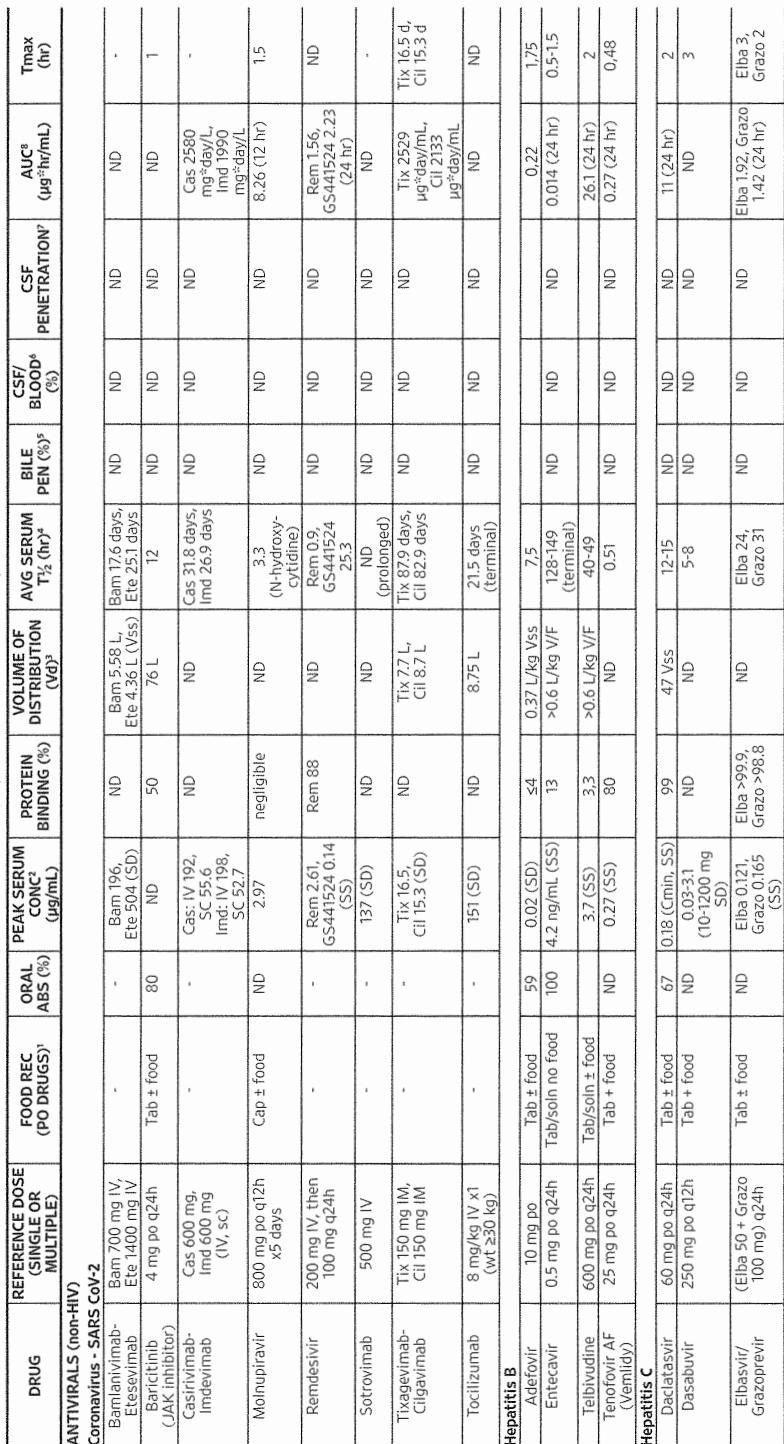 DRUG | REFERENCE DOSE (SINGLE OR MULTIPLE) | FOOD REC (PO DRUGS)¹ | ORAL ABS (%) | PEAK SERUM CONC² (µg/mL) | PROTEIN BINDING (%) | VOLUME OF DISTRIBUTION (Vd)³ | AVG SERUM T½ (hr)⁴ | BILE PEN (%)⁵ | CSF/BLOOD⁶ (%) | CSF PENETRATION⁷ | AUC⁸ (µg*hr/mL) | Tmax (hr)
ANTIVIRALS (non-HIV)
Coronavirus - SARS CoV-2
Bamlanivimab-Etesevimab | Bam 700 mg IV, Ete 1400 mg IV | - | - | Bam 196, Ete 504 (SD) | ND | Bam 5.58 L, Ete 4.36 L (Vss) | Bam 17.6 days, Ete 25.1 days | ND | ND | ND | ND | -
Baricitinib (JAK inhibitor) | 4 mg po q24h | Tab ± food | 80 | ND | 50 | 76 L | 12 | ND | ND | ND | ND | 1
Casirivimab-Imdevimab | Cas 600 mg, Imd 600 mg (IV, sc) | - | - | Cas: IV 192, SC 55.6 Imd: IV 198, SC 52.7 | ND | ND | Cas 31.8 days, Imd 26.9 days | ND | ND | ND | Cas 2580 mg*day/L, Imd 1990 mg*day/L | -
Molnupiravir | 800 mg po q12h x5 days | Cap ± food | ND | 2.97 | negligible | ND | 3.3 (N-hydroxy-cytidine) | ND | ND | ND | 8.26 (12 hr) | 1.5
Remdesivir | 200 mg IV, then 100 mg q24h | - | - | Rem 2.61, GS441524 0.14 (SS) | Rem 88 | ND | Rem 0.9, GS441524 25.3 | ND | ND | ND | Rem 1.56, GS441524 2.23 (24 hr) | ND
Sotrovimab | 500 mg IV | - | - | 137 (SD) | ND | ND | ND (prolonged) | ND | ND | ND | ND | -
Tixagevimab-Cilgavimab | Tix 150 mg IM, Cil 150 mg IM | - | - | Tix 16.5, Cil 15.3 (SD) | ND | Tix 7.7 L, Cil 8.7 L | Tix 87.9 days, Cil 82.9 days | ND | ND | ND | Tix 2529 µg*day/mL, Cil 2133 µg*day/mL | Tix 16.5 d, Cil 15.3 d
Tocilizumab | 8 mg/kg IV x1 (wt ≥30 kg) | - | - | 151 (SD) | ND | 8.75 L | 21.5 days (terminal) | ND | ND | ND | ND | ND
Hepatitis B
Adefovir | 10 mg po | Tab ± food | 59 | 0.02 (SD) | ≤4 | 0.37 L/kg Vss | 7,5 | | | | 0,22 | 1,75
Entecavir | 0.5 mg po q24h | Tab/soln no food | 100 | 4.2 ng/mL (SS) | 13 | >0.6 L/kg V/F | 128-149 (terminal) | ND | ND | ND | 0.014 (24 hr) | 0.5-1.5
Telbivudine | 600 mg po q24h | Tab/soln ± food | | 3.7 (SS) | 3,3 | >0.6 L/kg V/F | 40-49 | | | | 26.1 (24 hr) | 2
Tenofovir AF (Vemlidy) | 25 mg po q24h | Tab + food | ND | 0.27 (SS) | 80 | ND | 0.51 | ND | ND | ND | 0.27 (24 hr) | 0,48
Hepatitis C
Daclatasvir | 60 mg po q24h | Tab ± food | 67 | 0.18 (Cmin, SS) | 99 | 47 Vss | 12-15 | ND | ND | ND | 11 (24 hr) | 2
Dasabuvir | 250 mg po q12h | Tab + food | ND | 0.03-3.1 (10-1200 mg SD) | ND | ND | 5-8 | ND | ND | ND | ND | 3
Elbasvir/Grazoprevir | (Elba 50 + Grazo 100 mg) q24h | Tab ± food | ND | Elba 0.121, Grazo 0.165 (SS) | Elba >99.9, Grazo >98.8 | ND | Elba 24, Grazo 31 | ND | ND | ND | Elba 1.92, Grazo 1.42 (24 hr) | Elba 3, Grazo 2